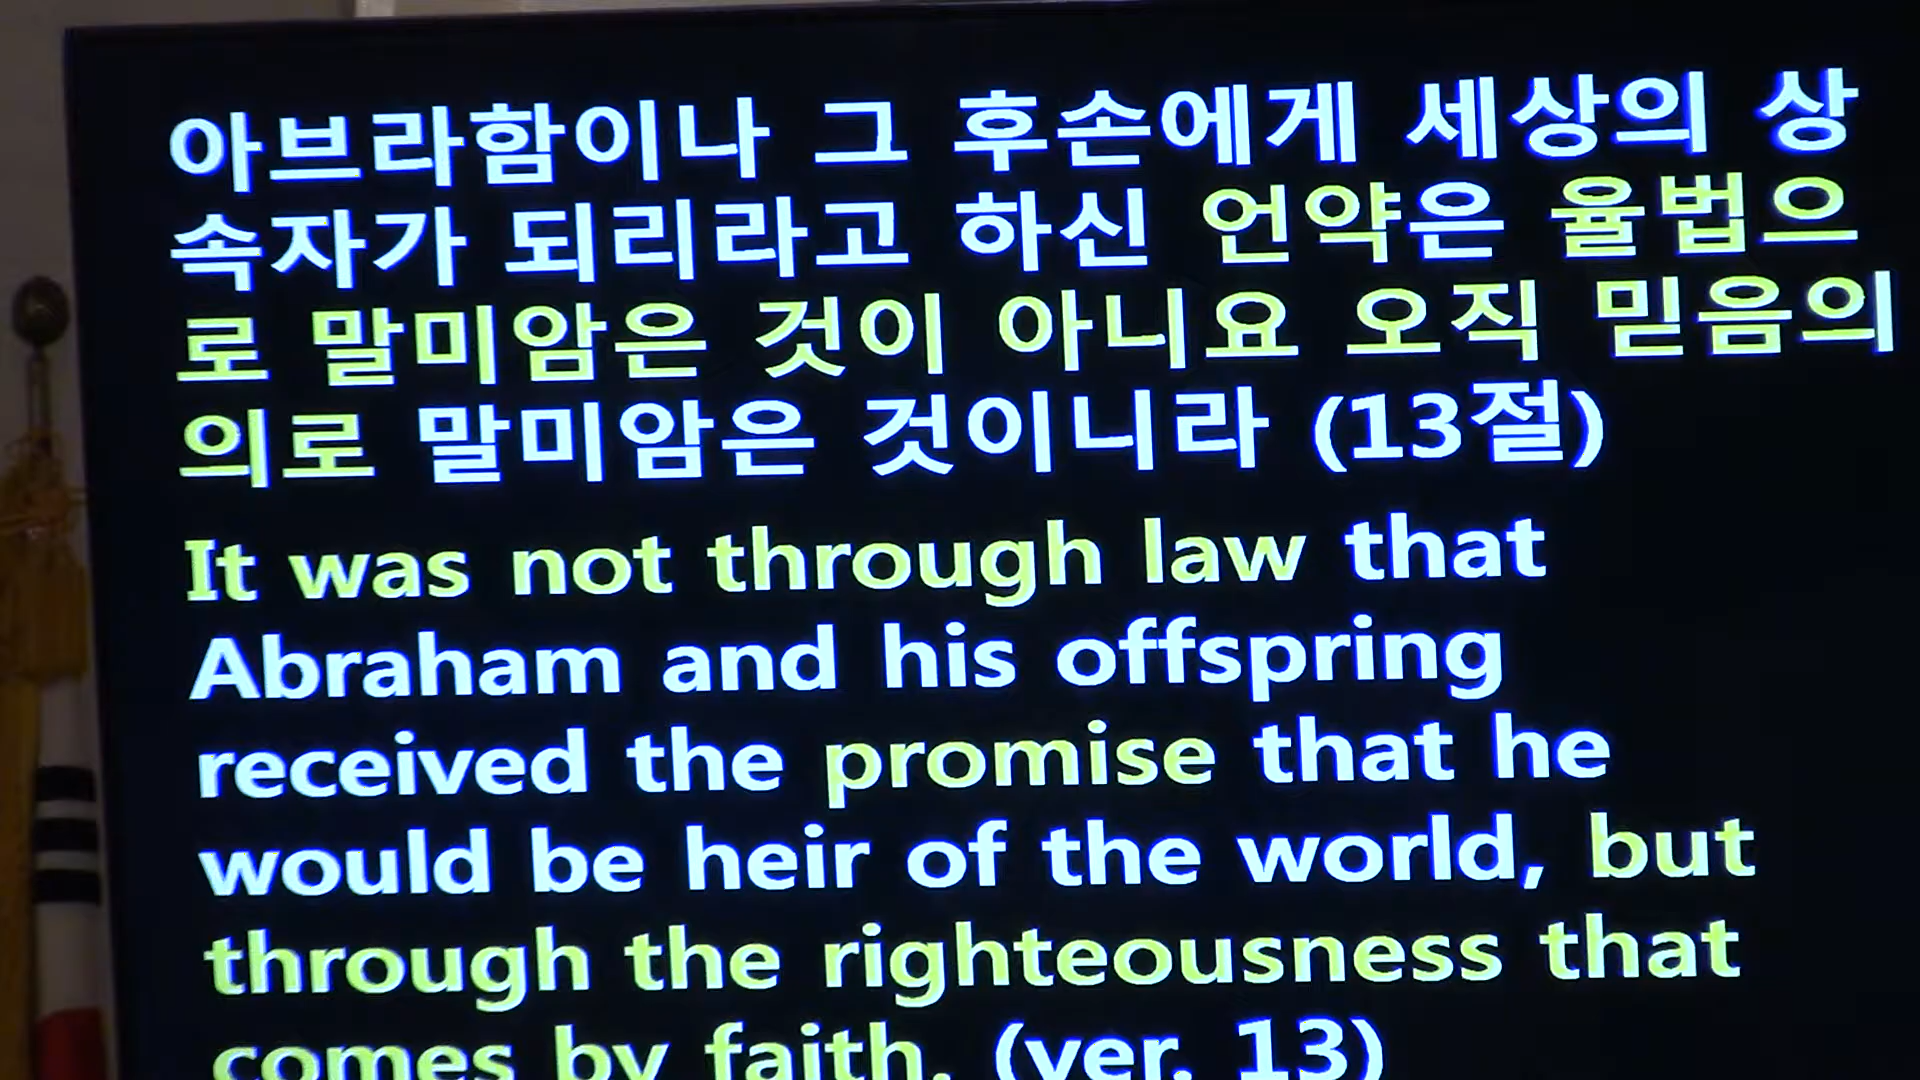 아브라함이나 그 후손에게 세상의 상
속자가 되리라고 하신 언약은 율법으
로 말미암은 것이 아니요 오직 믿음의
의로 말미암은 것이니라 (13절)
It was not through law that
Abraham and his offspring
received the promise that he
would be heir of the world, but
through the righteousness that
comes by faith. (ver. 13)